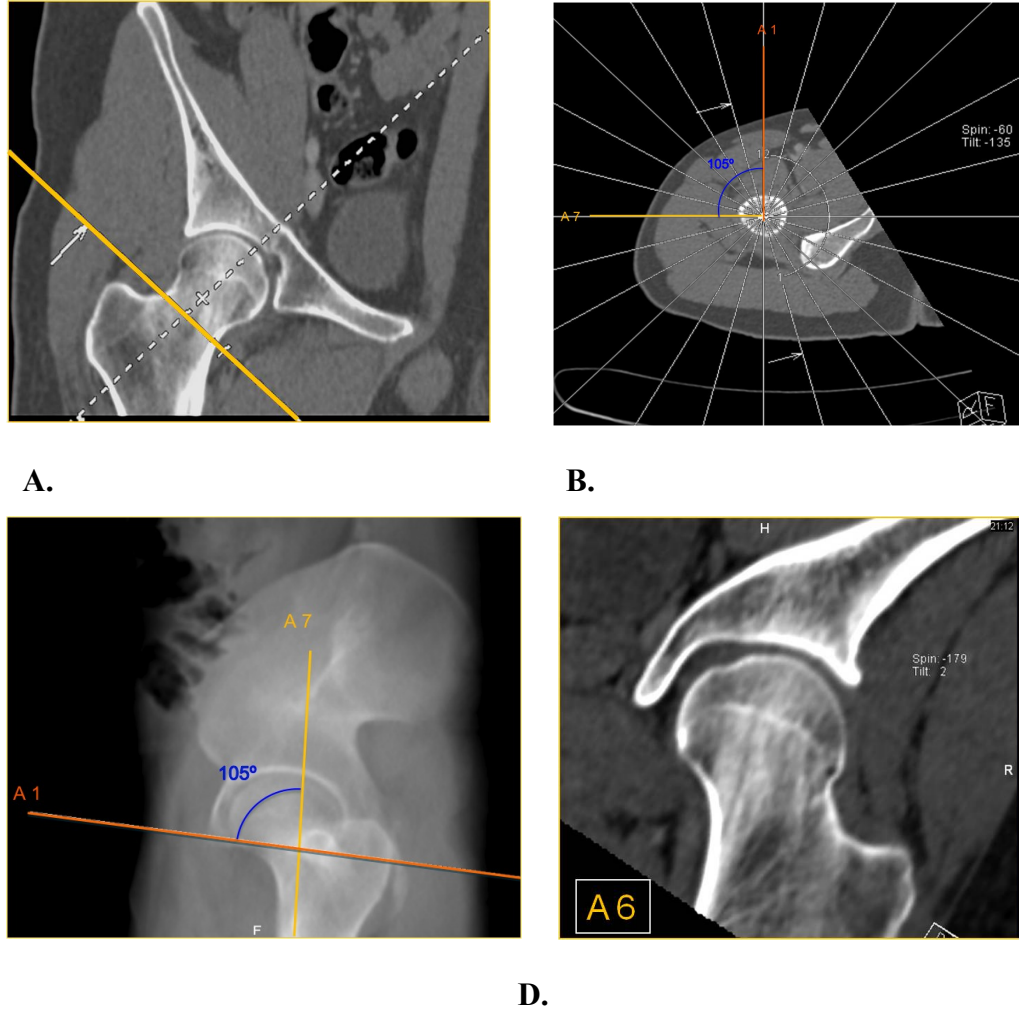 A 1
Spin: -60
Tilt: -135
105º
12
A 7
1
F
A.
B.
A 7
105º
A 1
F
H
21:12
Spin: -179
Tilt: 2
R
A 6
D.